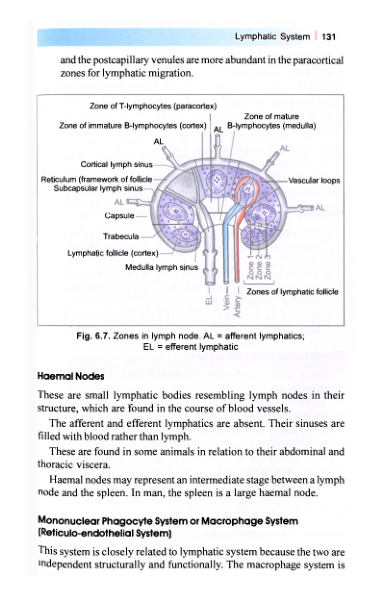 Lymphatic System | 131
and the postcapillary venules are more abundant in the paracortical
zones for lymphatic migration.
Zone of T-lymphocytes (paracortex)
Zone of mature
Zone of immature B-lymphocytes (cortex)
AL
B-lymphocytes (medulla)
AL
AL
Cortical lymph sinus
Reticulum (framework of follicle
Subcapsular lymph sinus
Vascular loops
AL
AL
Capsule
Trabecula
Lymphatic follicle (cortex)
Medulla lymph sinus
Zone 1
Zone 2
Zone 3
EL
Vein
Artery
Zones of lymphatic follicle
Fig. 6.7. Zones in lymph node. AL = afferent lymphatics;
EL = efferent lymphatic
Haemal Nodes
These are small lymphatic bodies resembling lymph nodes in their
structure, which are found in the course of blood vessels.
The afferent and efferent lymphatics are absent. Their sinuses are
filled with blood rather than lymph.
These are found in some animals in relation to their abdominal and
thoracic viscera.
Haemal nodes may represent an intermediate stage between a lymph
node and the spleen. In man, the spleen is a large haemal node.
Mononuclear Phagocyte System or Macrophage System
(Reticulo-endothelial System)
This system is closely related to lymphatic system because the two are
independent structurally and functionally. The macrophage system is